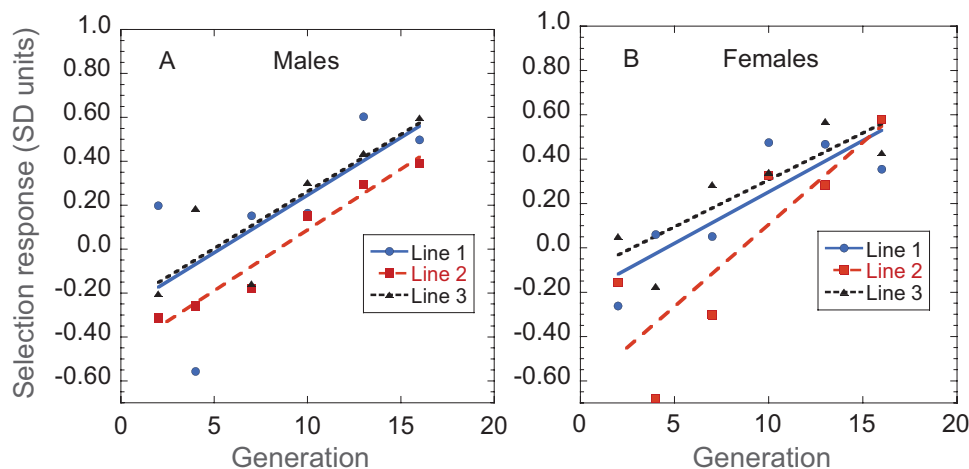 Selection response (SD units)
1.0
0.80
0.60
0.40
0.20
0.0
-0.20
-0.40
-0.60
A
Males
Line 1
Line 2
Line 3
0
5
10
15
20
Generation
1.0
0.80
0.60
0.40
0.20
0.0
-0.20
-0.40
-0.60
B
Females
Line 1
Line 2
Line 3
0
5
10
15
20
Generation